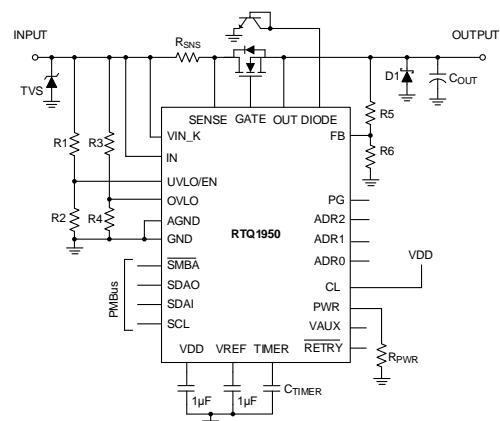 INPUT
OUTPUT
RSNS
TVS
D1
COUT
SENSE
GATE
OUT
DIODE
VIN_K
FB
R5
R6
R1
R3
IN
UVLO/EN
OVLO
R2
R4
AGND
GND
RTQ1950
PG
ADR2
ADR1
ADR0
VDD
PMBus
SMBA
SDAO
SDAI
SCL
CL
PWR
VAUX
RETRY
RPWR
VDD
VREF
TIMER
1µF
1µF
CTIMER